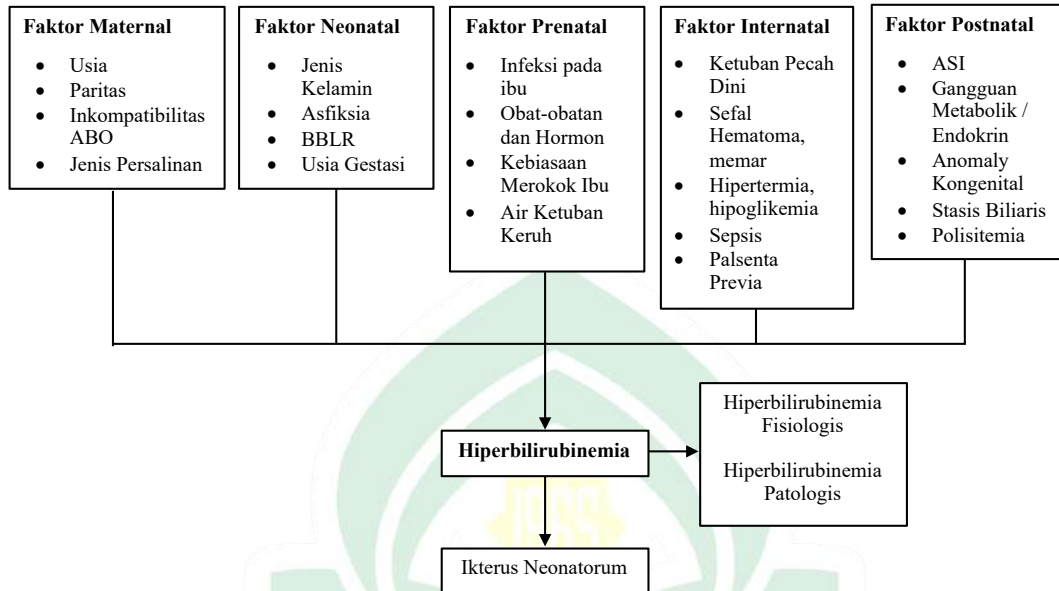 Faktor Maternal
• Usia
• Paritas
• Inkompatibilitas
ABO
• Jenis Persalinan
Faktor Neonatal
• Jenis
Kelamin
• Asfiksia
• BBLR
• Usia Gestasi
Faktor Prenatal
• Infeksi pada
ibu
• Obat-obatan
dan Hormon
• Kebiasaan
Merokok Ibu
• Air Ketuban
Keruh
Faktor Internatal
• Ketuban Pecah
Dini
• Sefal
Hematoma,
memar
• Hipertermia,
hipoglikemia
• Sepsis
• Palsenta
Previa
Faktor Postnatal
• ASI
• Gangguan
Metabolik /
Endokrin
• Anomaly
Kongenital
• Stasis Biliaris
• Polisitemia
Hiperbilirubinemia
Hiperbilirubinemia
Fisiologis
Hiperbilirubinemia
Patologis
Ikterus Neonatorum